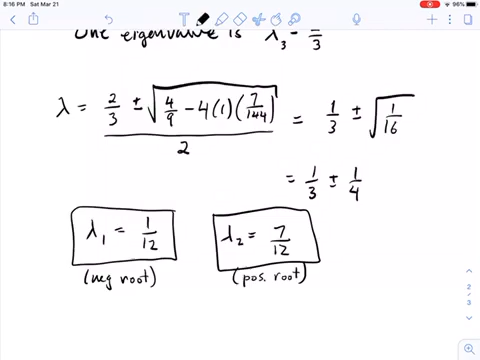 8:16 PM Sat Mar 21
96%
One eigenvalue is λ₃ =
λ = (2/3 ± √(4/9 − 4(1)(7/144))) / 2 = 1/3 ± √(1/16)
= 1/3 ± 1/4
λ₁ = 1/12 λ₂ = 7/12
(neg root) (pos. root)
2
/
3